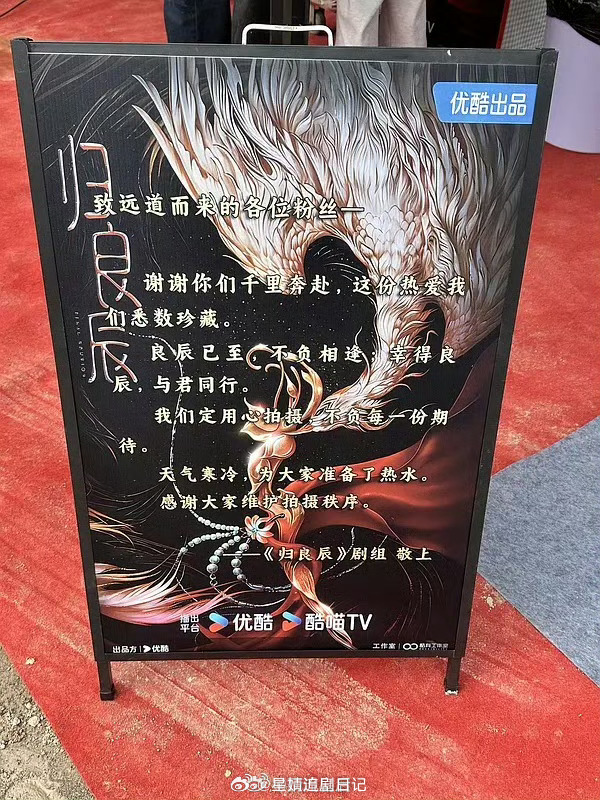 优酷出品
归良辰
致远道而来的各位粉丝—
谢谢你们千里奔赴，这份热爱我
们悉数珍藏。
良辰已至，不负相逢；幸得良
辰，与君同行。
我们定用心拍摄，不负每一份期
待。
天气寒冷，为大家准备了热水。
感谢大家维护拍摄秩序。
——《归良辰》剧组 敬上
播出平台
优酷 酷喵TV
出品方 | 优酷
工作室 |
TV
星婧追剧日记